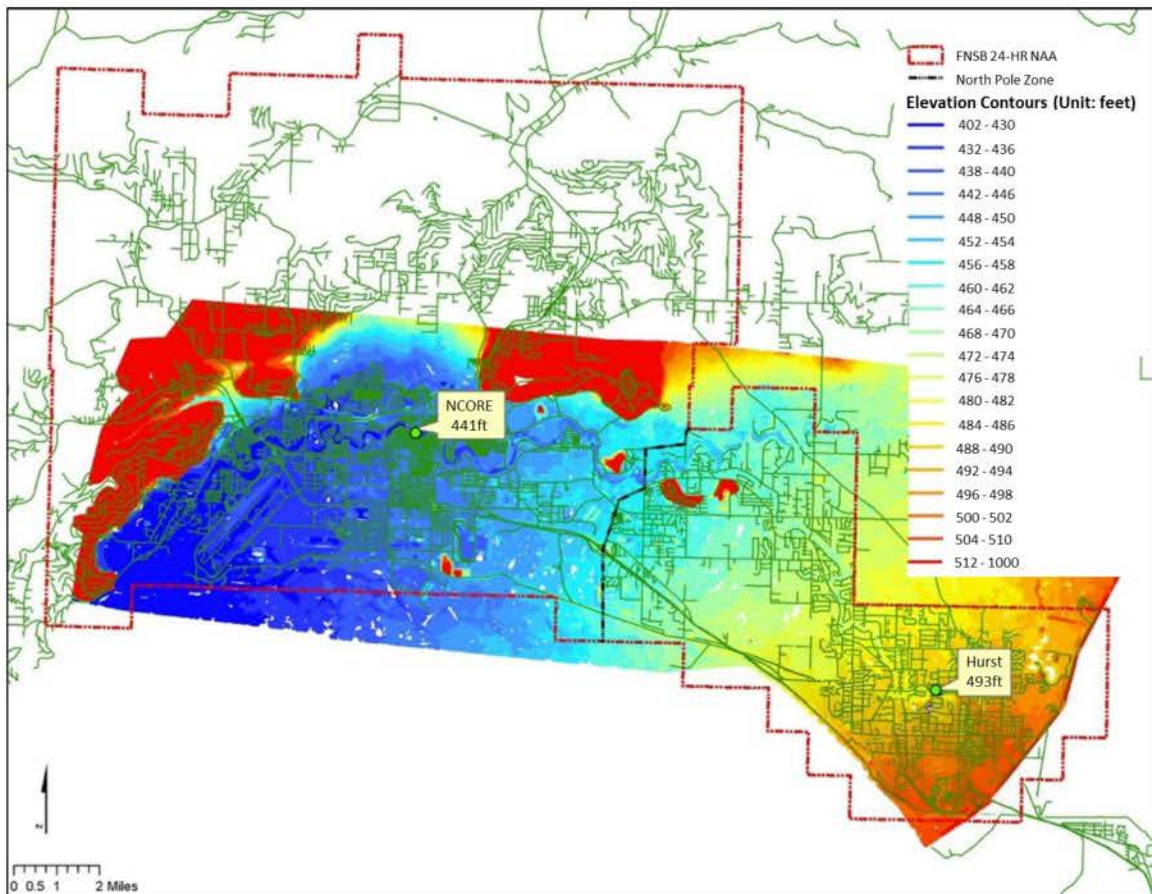 FNSB 24-HR NAA
North Pole Zone
Elevation Contours (Unit: feet)
402 - 430
432 - 436
438 - 440
442 - 446
448 - 450
452 - 454
456 - 458
460 - 462
464 - 466
468 - 470
472 - 474
476 - 478
480 - 482
484 - 486
488 - 490
492 - 494
496 - 498
500 - 502
504 - 510
512 - 1000
NCORE
441ft
Hurst
493ft
N
0 0.5 1 2 Miles